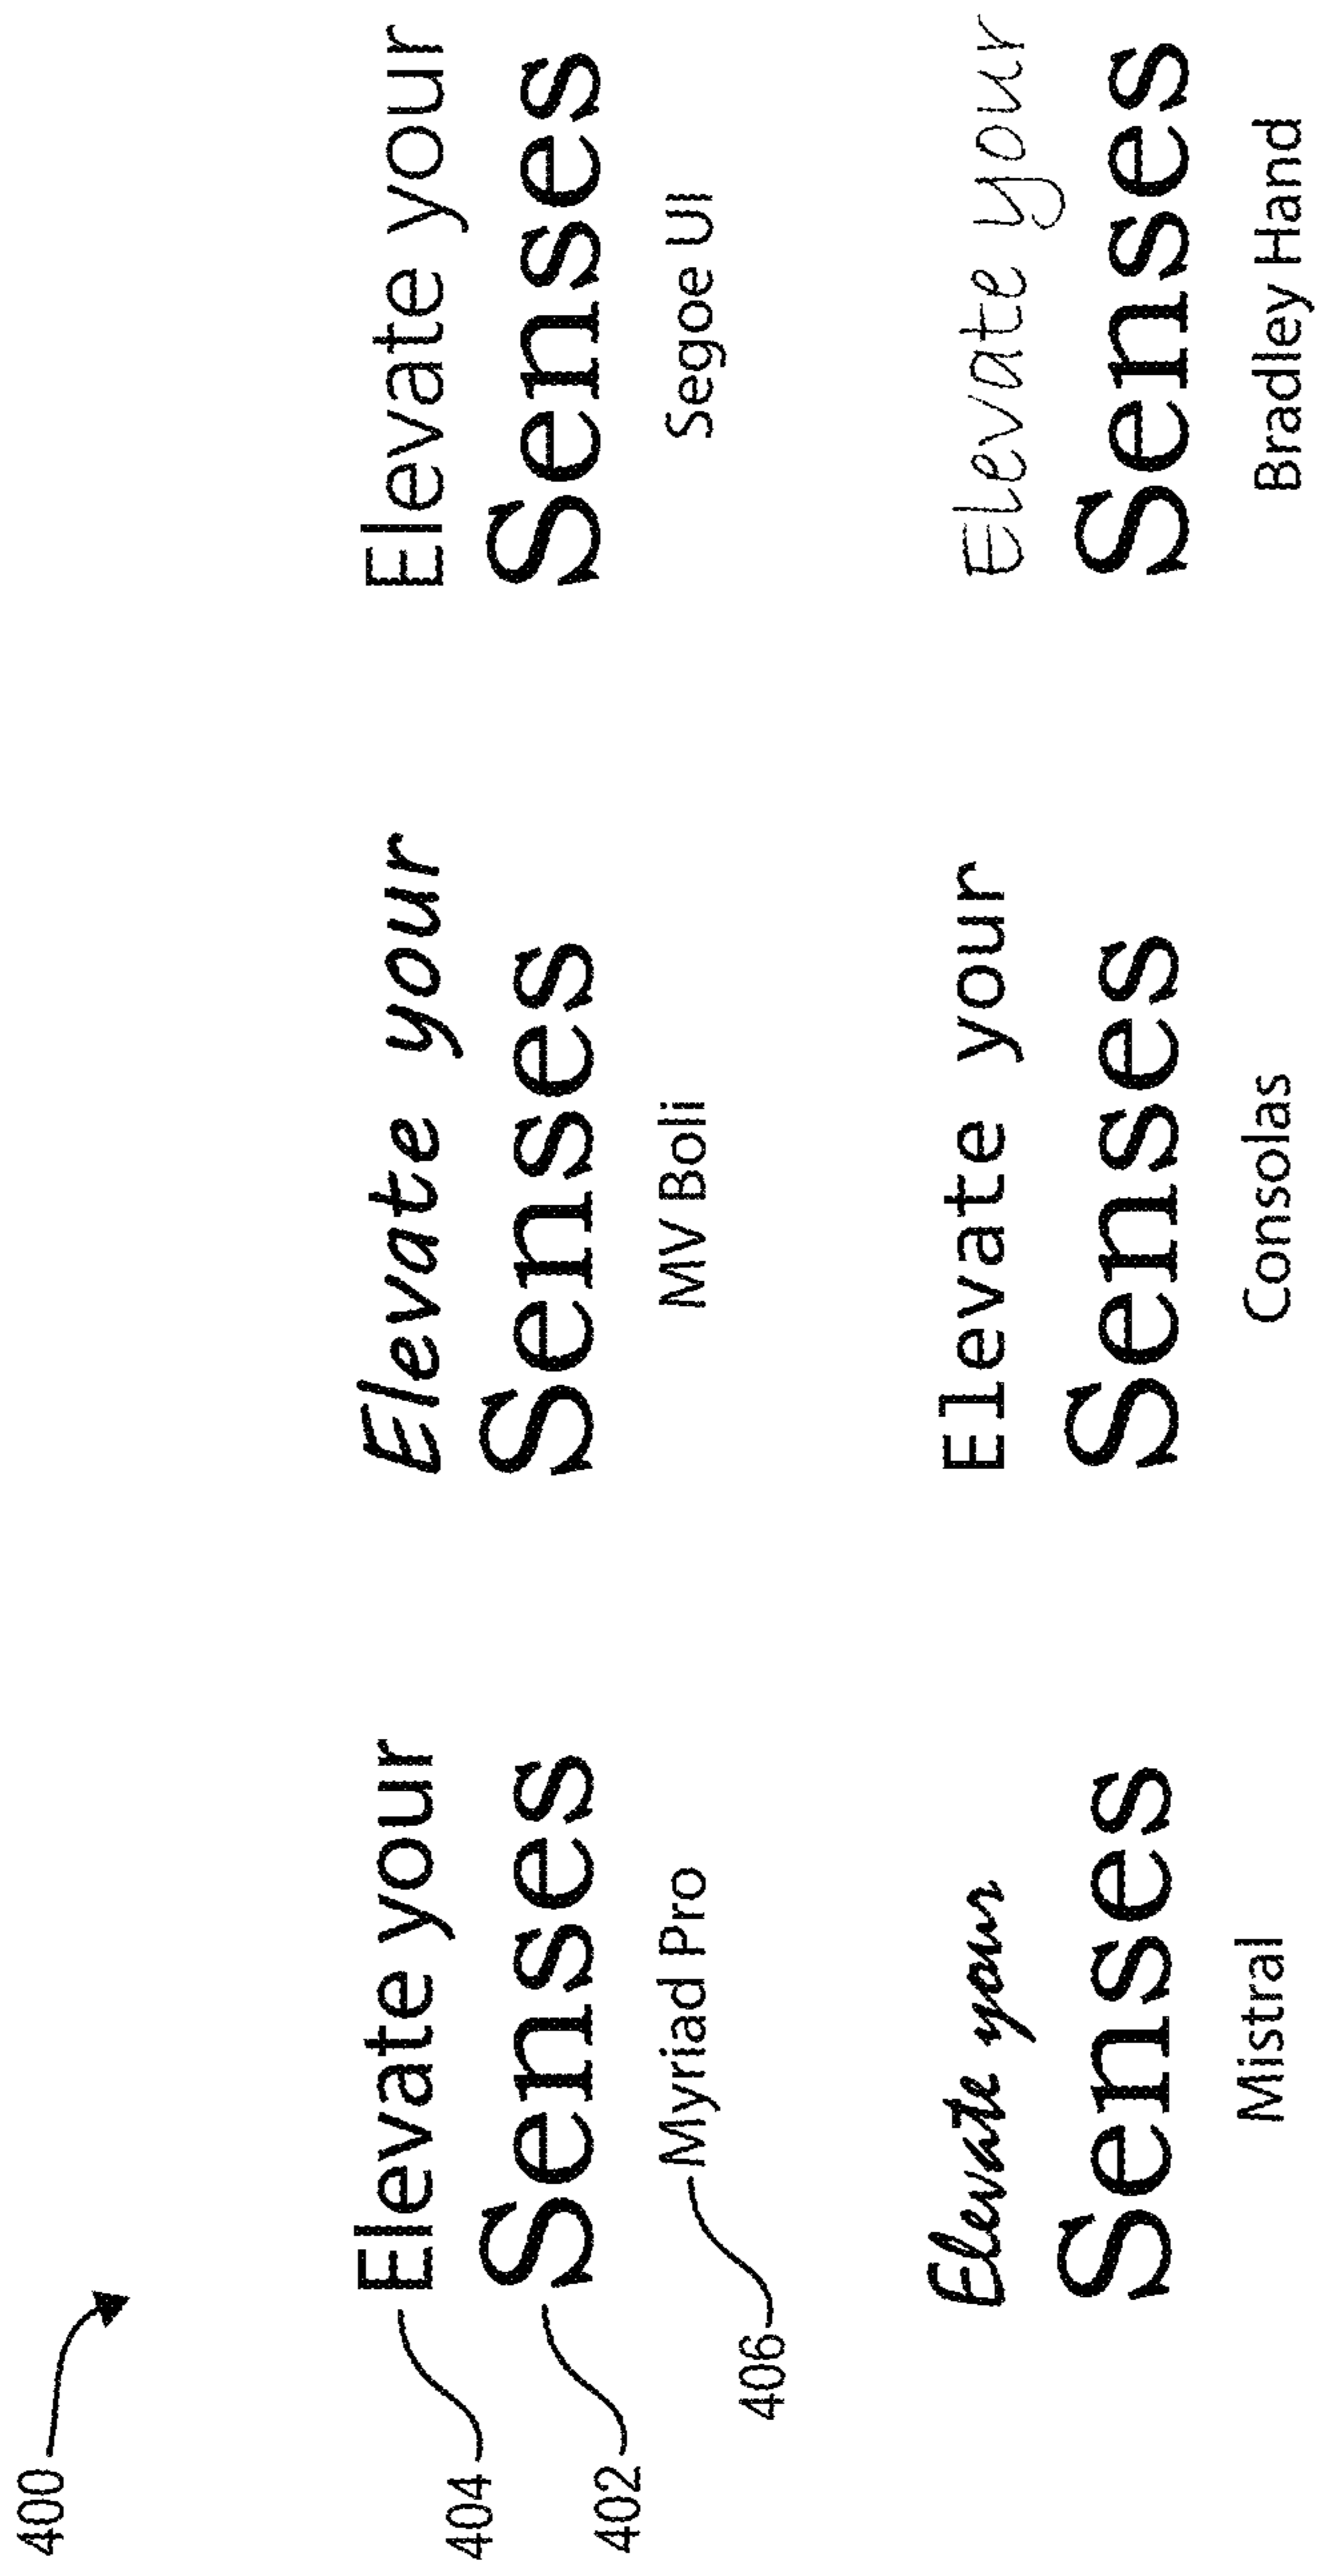 400
404
Elevate your
402
Senses
406
Myriad Pro
Elevate your
Senses
MV Boli
Elevate your
Senses
Segoe UI
Elevate your
Senses
Mistral
Elevate your
Senses
Consolas
Elevate your
Senses
Bradley Hand